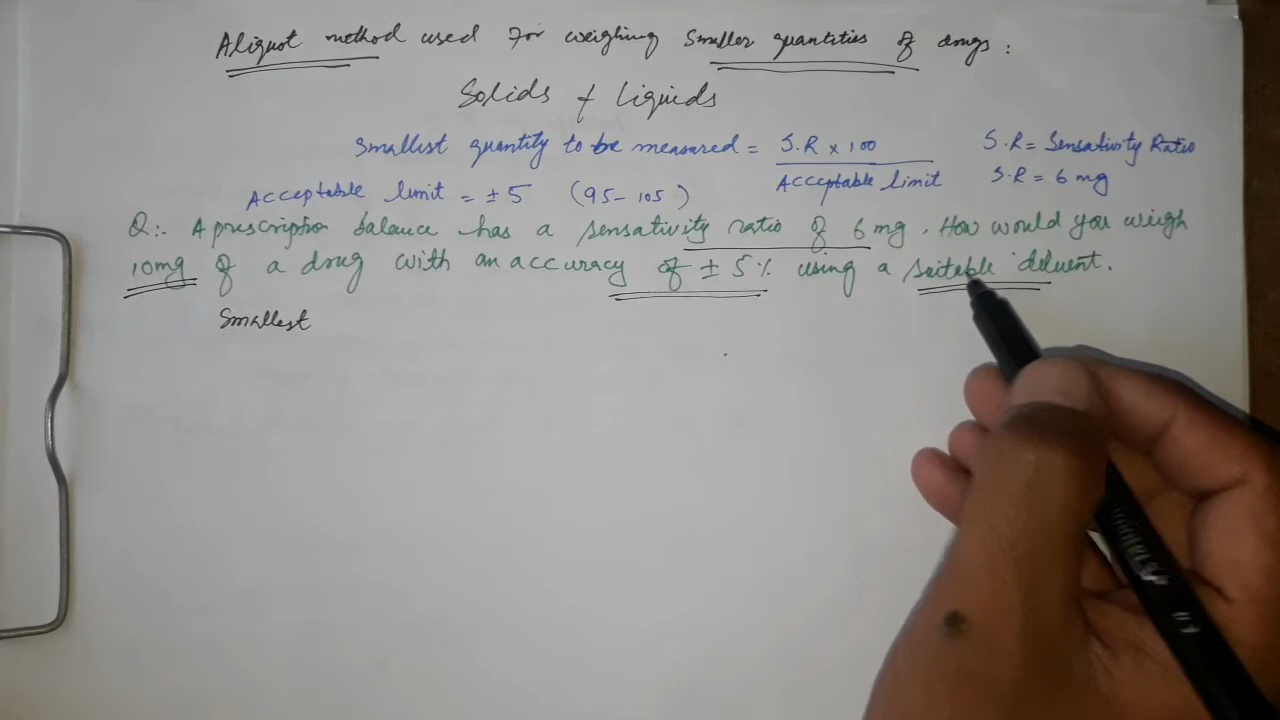 Aliquot method used for weighing smaller quantities of drugs :
Solids & Liquids
Smallest quantity to be measured = S.R x 100 / Acceptable limit
S.R = Sensativity Ratio
S.R = 6 mg
Acceptable limit = ± 5 (95 - 105)
Q:- A prescription balance has a sensativity ratio of 6 mg. How would you weigh
10mg of a drug with an accuracy of ± 5% using a suitable diluent.
Smallest